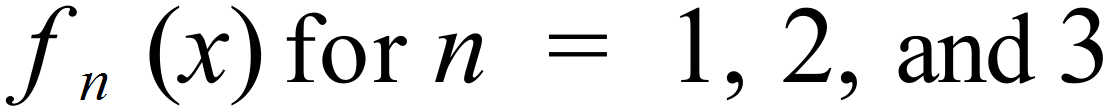 f n (x) for n = 1, 2, and 3